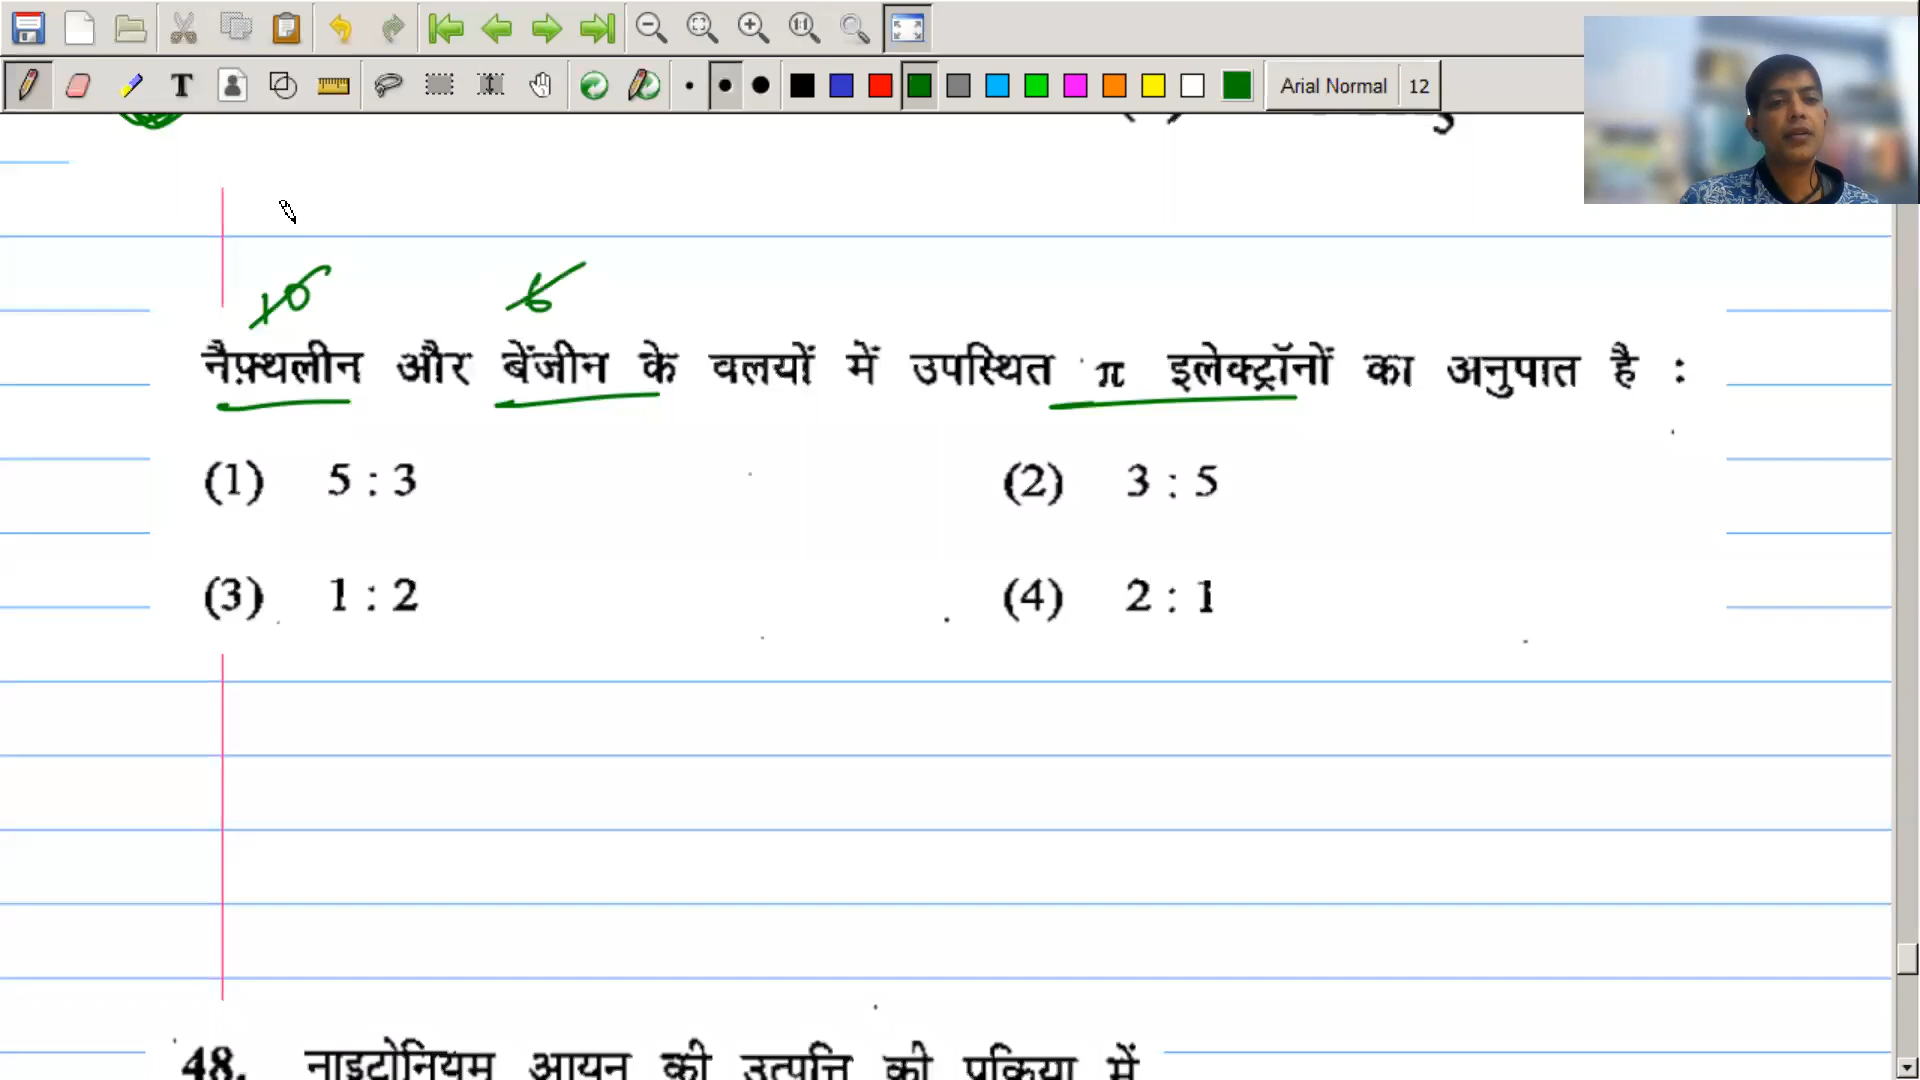 Arial Normal 12
10 6
नैफ़्थलीन और बेंजीन के वलयों में उपस्थित π इलेक्ट्रॉनों का अनुपात है :
(1) 5 : 3 (2) 3 : 5
(3) 1 : 2 (4) 2 : 1
48. नाइट्रोनियम आयन की उत्पत्ति की प्रक्रिया में